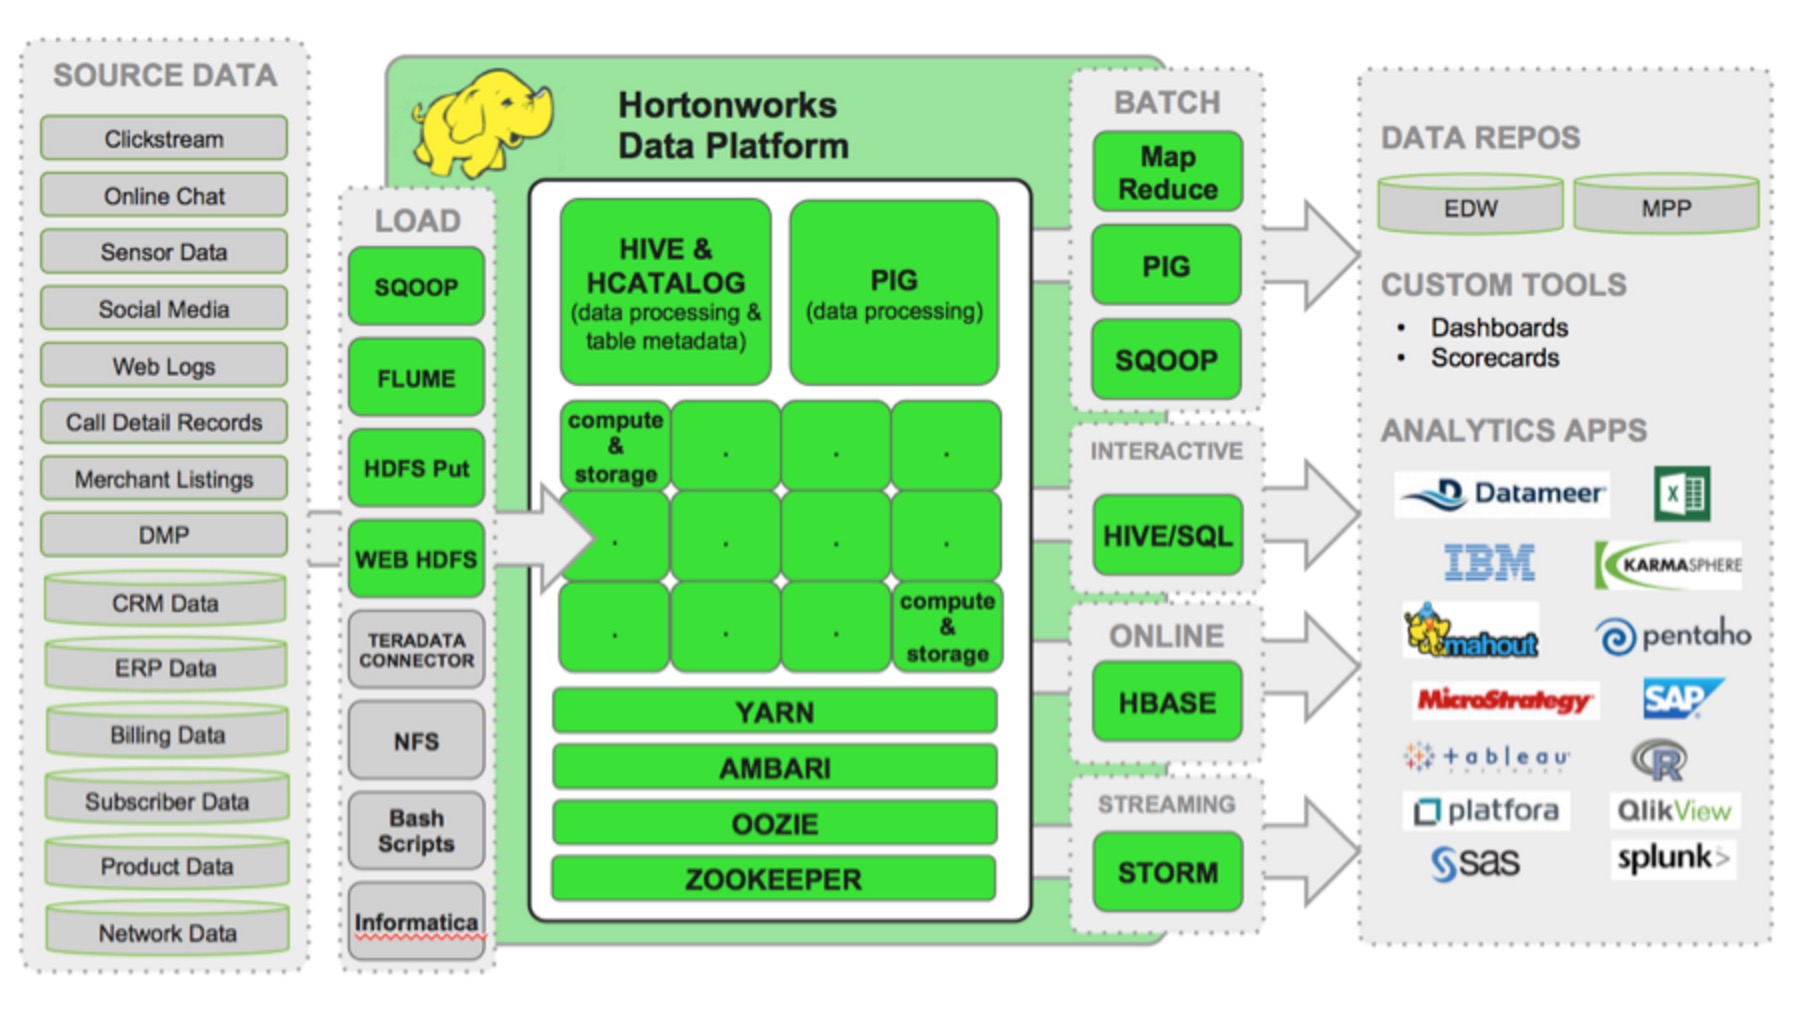 SOURCE DATA
Clickstream
Online Chat
Sensor Data
Social Media
Web Logs
Call Detail Records
Merchant Listings
DMP
CRM Data
ERP Data
Billing Data
Subscriber Data
Product Data
Network Data
LOAD
SQOOP
FLUME
HDFS Put
WEB HDFS
TERADATA
CONNECTOR
NFS
Bash
Scripts
Informatica
Hortonworks
Data Platform
HIVE &
HCATALOG
(data processing &
table metadata)
PIG
(data processing)
compute
&
storage
compute
&
storage
YARN
AMBARI
OOZIE
ZOOKEEPER
BATCH
Map
Reduce
PIG
SQOOP
INTERACTIVE
HIVE/SQL
ONLINE
HBASE
STREAMING
STORM
DATA REPOS
EDW
MPP
CUSTOM TOOLS
• Dashboards
• Scorecards
ANALYTICS APPS
Datameer
X
IBM
KARMASPHERE
mahout
pentaho
MicroStrategy
SAP
+ableau
R
platfora
QlikView
sas
splunk>